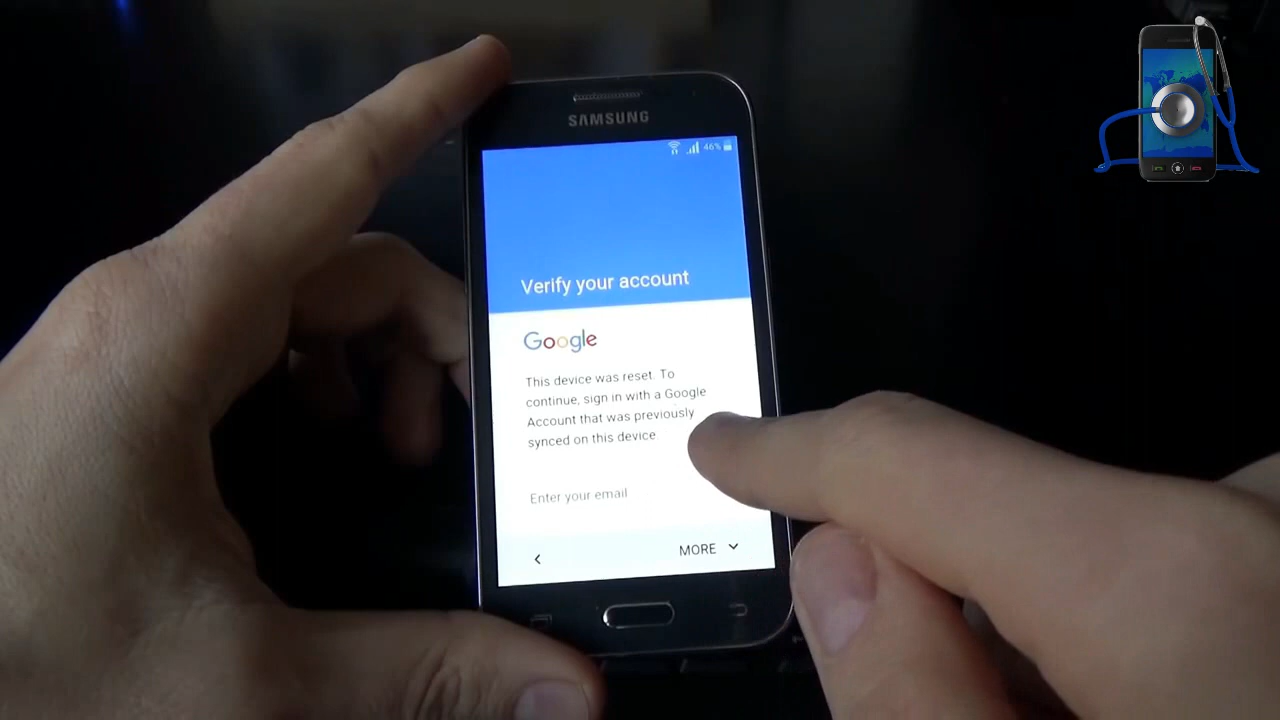 SAMSUNG
46%
Verify your account
Google
This device was reset. To
continue, sign in with a Google
Account that was previously
synced on this device
Enter your email
MORE